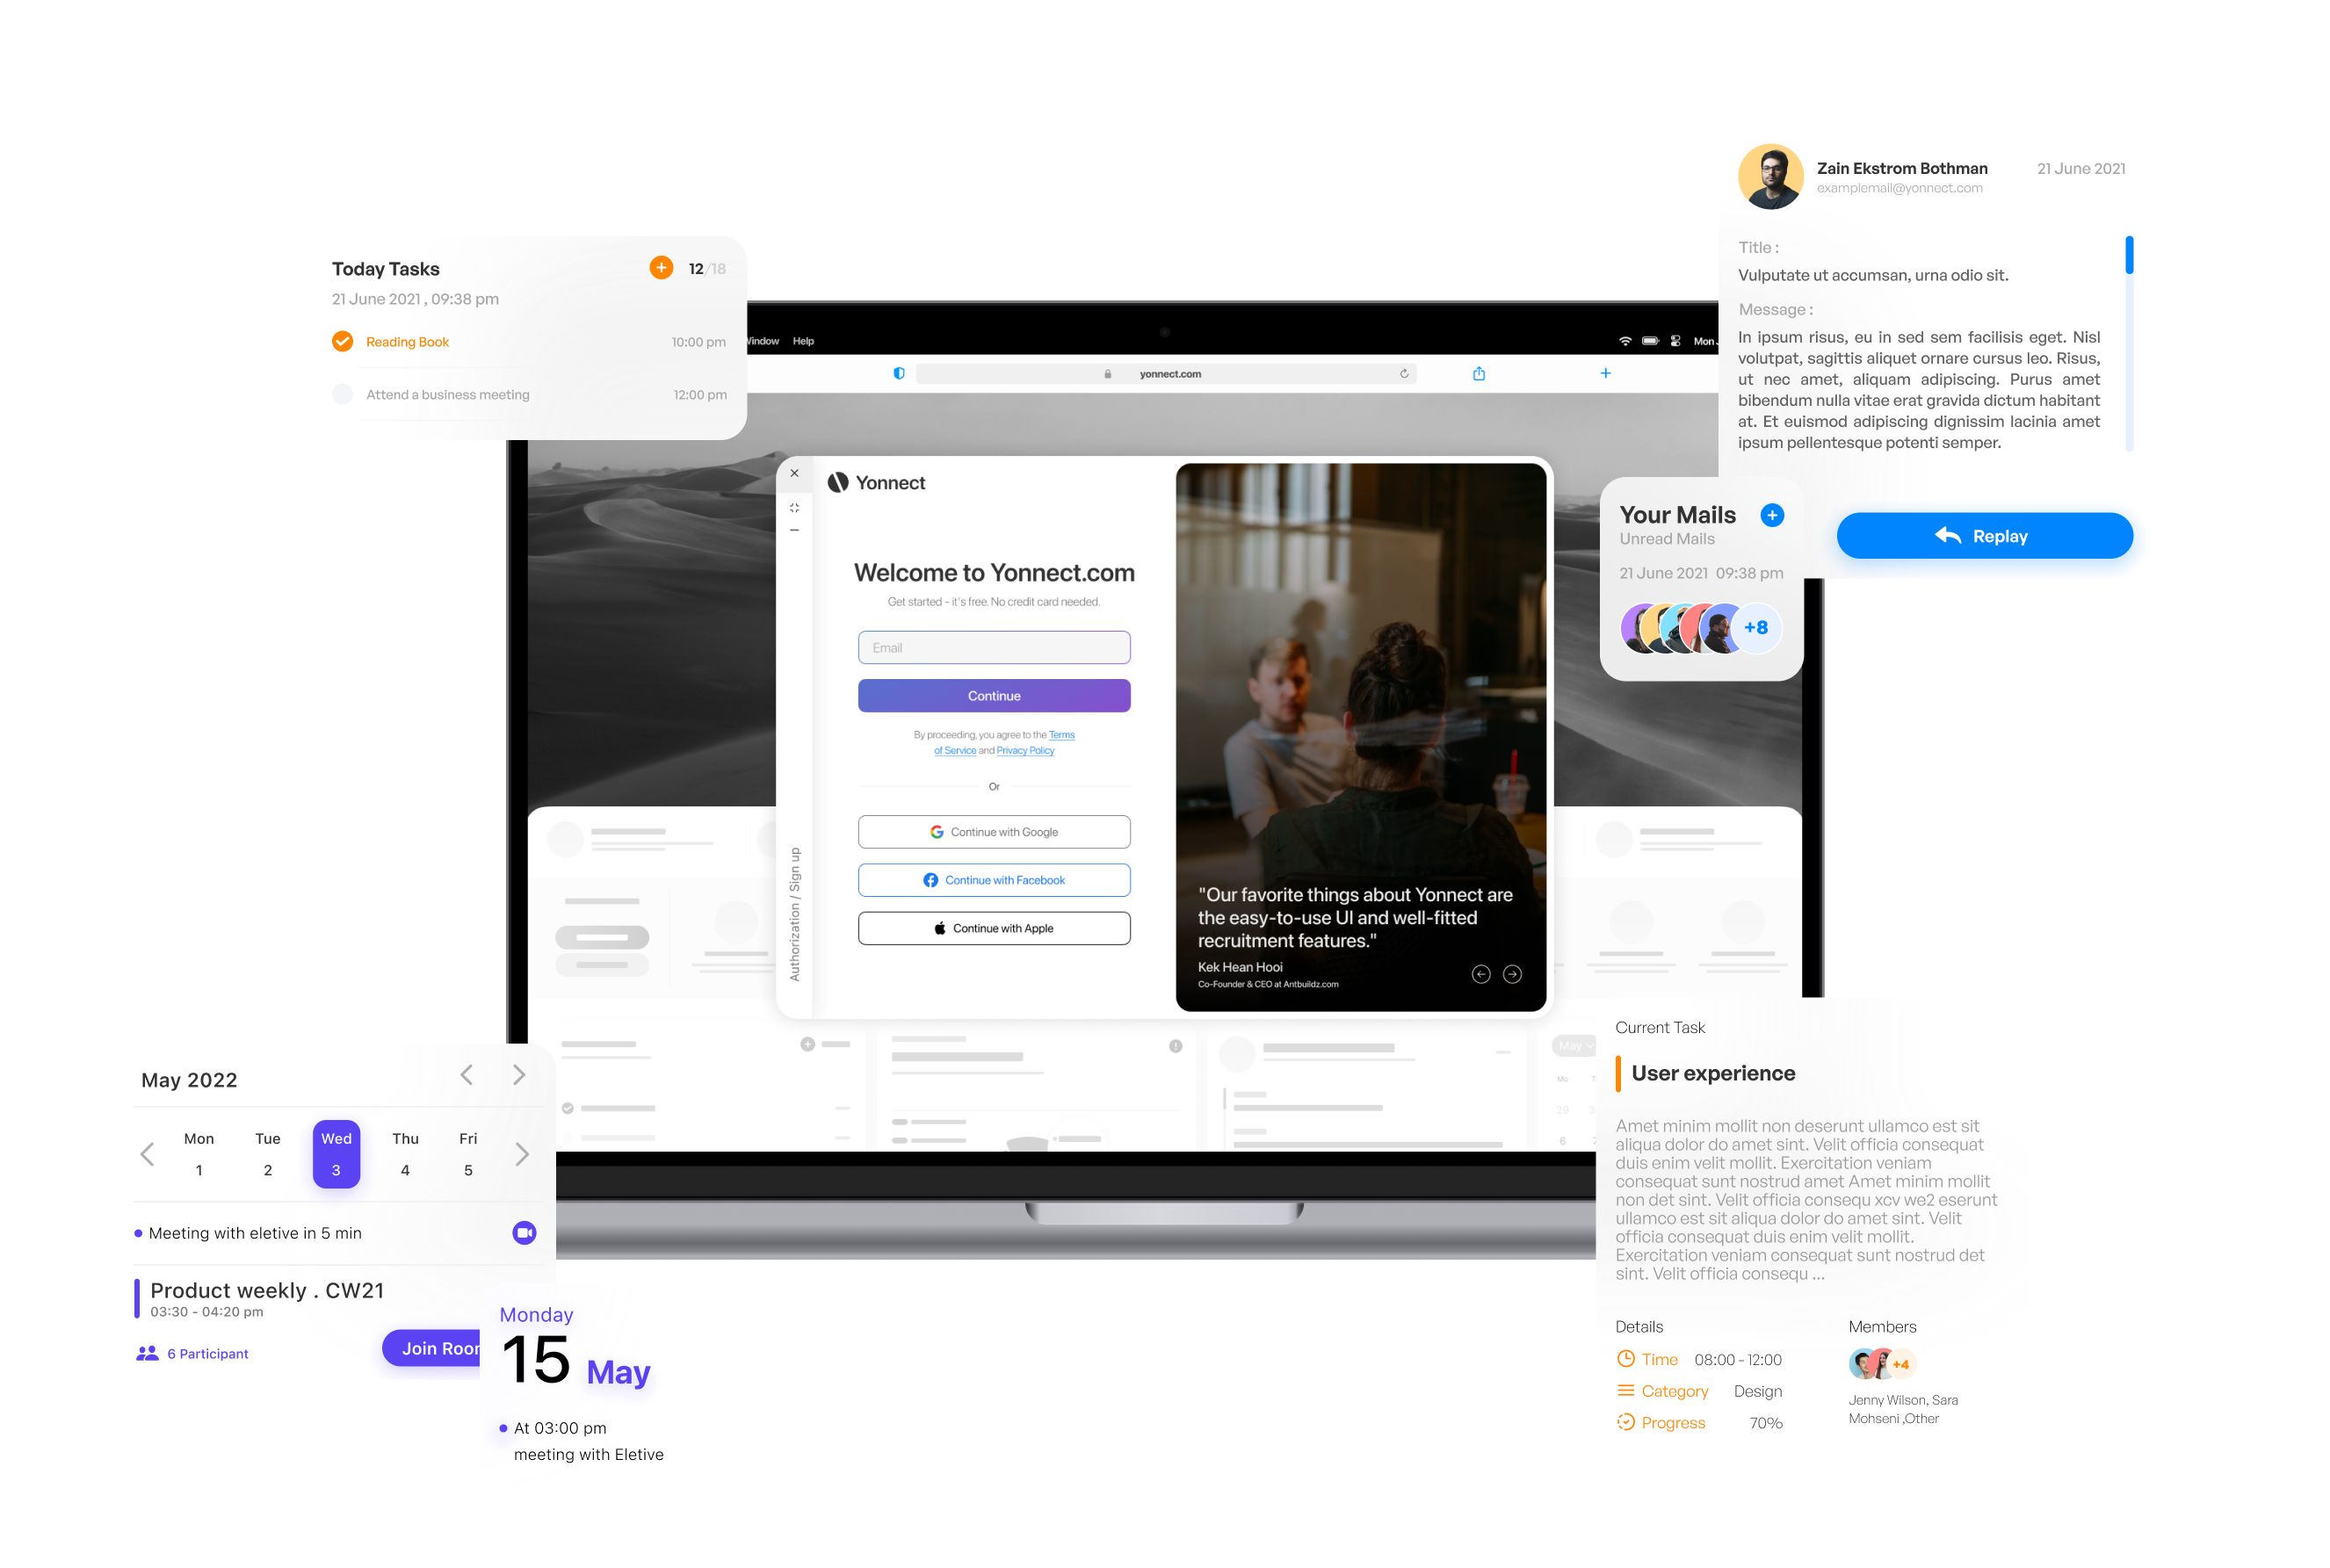 Zain Ekstrom Bothman
21 June 2021
examplemail@yonnect.com
Title :
Vulputate ut accumsan, urna odio sit.
Message :
In ipsum risus, eu in sed sem facilisis eget. Nisl
volutpat, sagittis aliquet ornare cursus leo. Risus,
ut nec amet, aliquam adipiscing. Purus amet
bibendum nulla vitae erat gravida dictum habitant
at. Et euismod adipiscing dignissim lacinia amet
ipsum pellentesque potenti semper.
Replay
Today Tasks
12/18
21 June 2021 , 09:38 pm
Reading Book
10:00 pm
Attend a business meeting
12:00 pm
Help
Mon
yonnect.com
Your Mails
Unread Mails
21 June 2021 09:38 pm
+8
Yonnect
Welcome to Yonnect.com
Get started - it's free. No credit card needed.
Email
Continue
By proceeding, you agree to the Terms
of Service and Privacy Policy
Or
Continue with Google
Continue with Facebook
Continue with Apple
Authorization / Sign up
"Our favorite things about Yonnect are
the easy-to-use UI and well-fitted
recruitment features."
Kek Hean Hooi
Co-Founder & CEO at Antbuildz.com
May
Mo
29
6
May 2022
Mon Tue Wed Thu Fri
1 2 3 4 5
Meeting with eletive in 5 min
Product weekly . CW21
03:30 - 04:20 pm
6 Participant
Join
Monday
15 May
At 03:00 pm
meeting with Eletive
Current Task
User experience
Amet minim mollit non deserunt ullamco est sit
aliqua dolor do amet sint. Velit officia consequat
duis enim velit mollit. Exercitation veniam
consequat sunt nostrud amet Amet minim mollit
non det sint. Velit officia consequ xcv we2 eserunt
ullamco est sit aliqua dolor do amet sint. Velit
officia consequat duis enim velit mollit.
Exercitation veniam consequat sunt nostrud det
sint. Velit officia consequ ...
Details
Time 08:00 - 12:00
Category Design
Progress 70%
Members
+4
Jenny Wilson, Sara
Mohseni ,Other